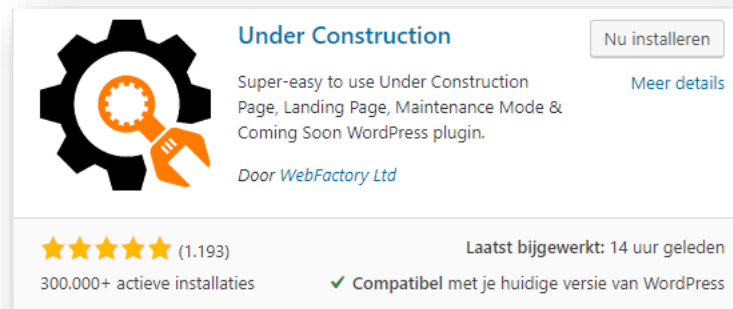 Under Construction
Nu installeren
Super-easy to use Under Construction
Page, Landing Page, Maintenance Mode &
Coming Soon WordPress plugin.
Meer details
Door WebFactory Ltd
(1.193)
Laatst bijgewerkt: 14 uur geleden
300.000+ actieve installaties
✔ Compatibel met je huidige versie van WordPress